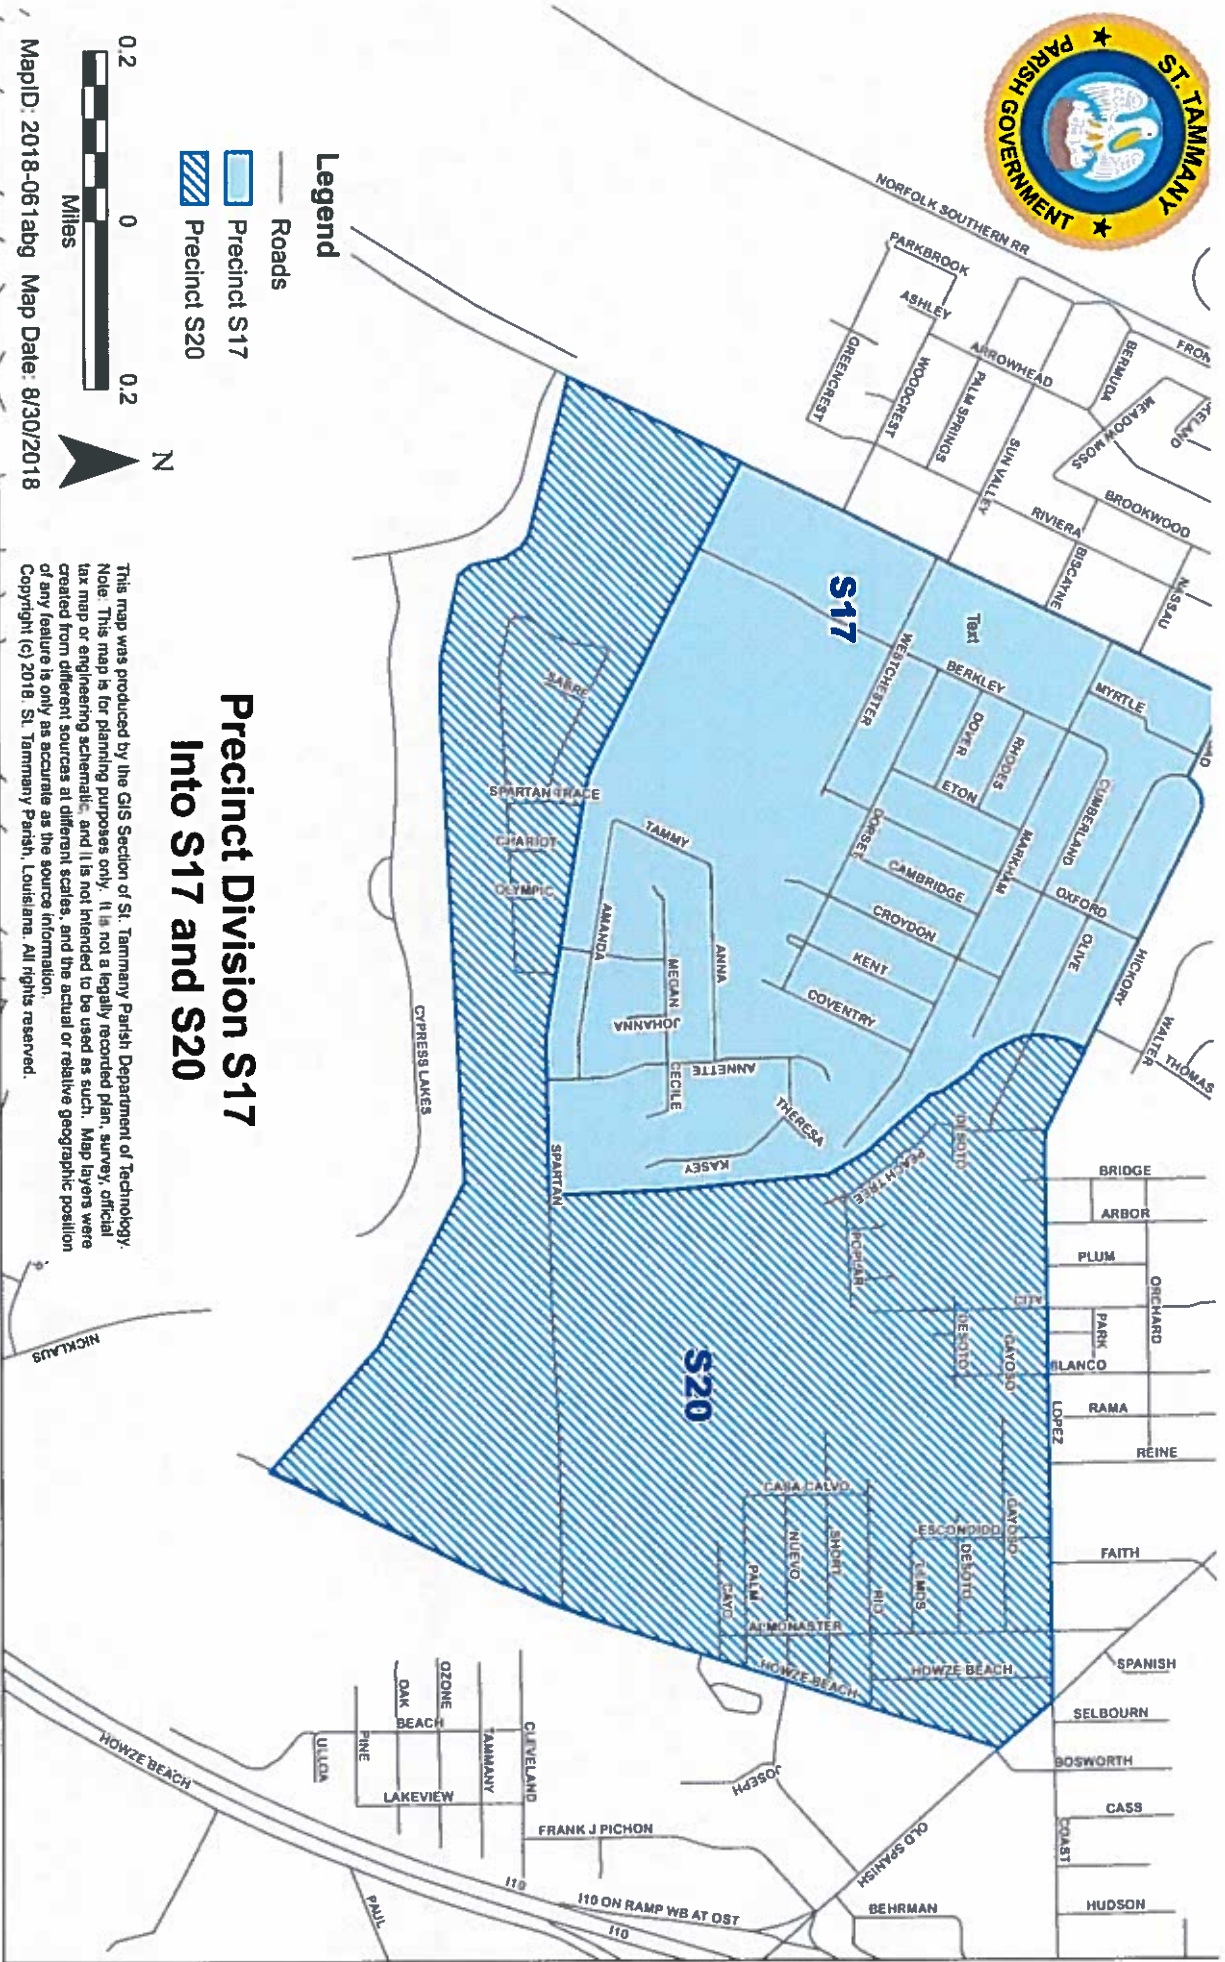 ST. TAMMANY
PARISH GOVERNMENT
NORFOLK SOUTHERN RR
PARKBROOK
ASHLEY
GREENCREST
WOODCREST
ARROWHEAD
PALM SPRINGS
BERMUDA
MEADOW MOSS
SUN VALLEY
RIVIERA
BROOKWOOD
BISCAYNE
NASSAU
S17
Text
WESTCHESTER
BERKLEY
MYRTLE
DOVER
RHODES
ETON
CUMBERLAND
DORSET
MARKHAM
CAMBRIDGE
OXFORD
CROYDON
OLIVE
KENT
HICKORY
COVENTRY
WALTER
THOMAS
SABRE
SPARTAN TRACE
CHARIOT
OLYMPIC
TAMMY
AMANDA
ANNA
MEGAN
JOHANNA
ANNETTE
CECILE
THERESA
KASEY
SPARTAN
CYPRESS LAKES
DESOTO
PEACH TREE
POPLAR
BRIDGE
ARBOR
PLUM
ORCHARD
CITY
PARK
DESOTO
GAYOSO
BLANCO
LOPEZ
RAMA
REINE
S20
CASA CALVO
NUEVO
SHORT
ESCONDIDO
GAYOSO
DESOTO
LEMOS
RIO
PALM
CAYO
ALMONASTER
HOWZE BEACH
HOWZE BEACH
FAITH
SPANISH
SELBOURN
BOSWORTH
CASS
COAST
HUDSON
JOSEPH
OLD SPANISH
BEHRMAN
FRANK J PICHON
CLEVELAND
TAMMANY
OZONE
OAK
BEACH
PINE
ULLOA
LAKEVIEW
HOWZE BEACH
PAUL
I10
I10 ON RAMP WB AT OST
I10
NICKLAUS
Legend
Roads
Precinct S17
Precinct S20
0.2 0 0.2
Miles
N
MapID: 2018-061abg Map Date: 8/30/2018
Precinct Division S17
Into S17 and S20
This map was produced by the GIS Section of St. Tammany Parish Department of Technology.
Note: This map is for planning purposes only. It is not a legally recorded plan, survey, official
tax map or engineering schematic, and it is not intended to be used as such. Map layers were
created from different sources at different scales, and the actual or relative geographic position
of any feature is only as accurate as the source information.
Copyright (c) 2018. St. Tammany Parish, Louisiana. All rights reserved.